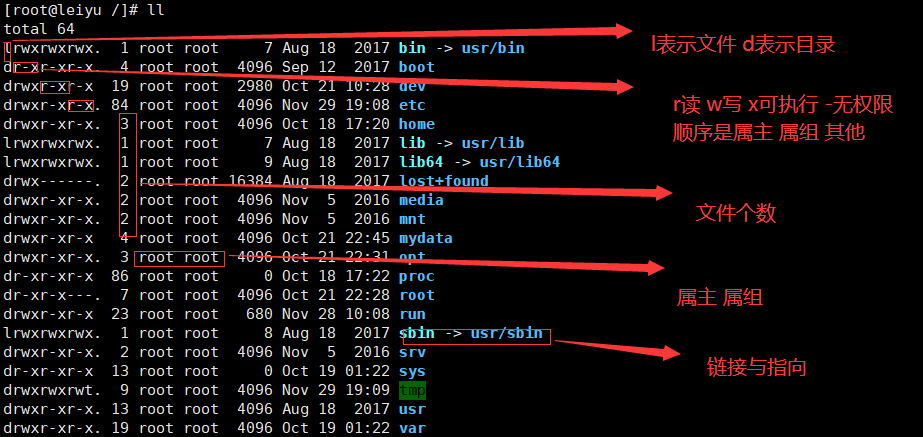 [root@leiyu /]# ll
total 64
lrwxrwxrwx. 1 root root 7 Aug 18 2017 bin -> usr/bin
l表示文件 d表示目录
dr-xr-xr-x. 4 root root 4096 Sep 12 2017 boot
drwxr-xr-x 19 root root 2980 Oct 21 10:28 dev
drwxr-xr-x. 84 root root 4096 Nov 29 19:08 etc
r读 w写 x可执行 -无权限
顺序是属主 属组 其他
drwxr-xr-x. 3 root root 4096 Oct 18 17:20 home
lrwxrwxrwx. 1 root root 7 Aug 18 2017 lib -> usr/lib
lrwxrwxrwx. 1 root root 9 Aug 18 2017 lib64 -> usr/lib64
drwx------. 2 root root 16384 Aug 18 2017 lost+found
drwxr-xr-x. 2 root root 4096 Nov 5 2016 media
文件个数
drwxr-xr-x. 2 root root 4096 Nov 5 2016 mnt
drwxr-xr-x 4 root root 4096 Oct 21 22:45 mydata
drwxr-xr-x. 3 root root 4096 Oct 21 22:31 opt
dr-xr-xr-x 86 root root 0 Oct 18 17:22 proc
dr-xr-x---. 7 root root 4096 Oct 21 22:28 root
属主 属组
drwxr-xr-x 23 root root 680 Nov 28 10:08 run
lrwxrwxrwx. 1 root root 8 Aug 18 2017 sbin -> usr/sbin
drwxr-xr-x. 2 root root 4096 Nov 5 2016 srv
dr-xr-xr-x 13 root root 0 Oct 19 01:22 sys
链接与指向
drwxrwxrwt. 9 root root 4096 Nov 29 19:09 tmp
drwxr-xr-x. 13 root root 4096 Aug 18 2017 usr
drwxr-xr-x. 19 root root 4096 Oct 19 01:22 var